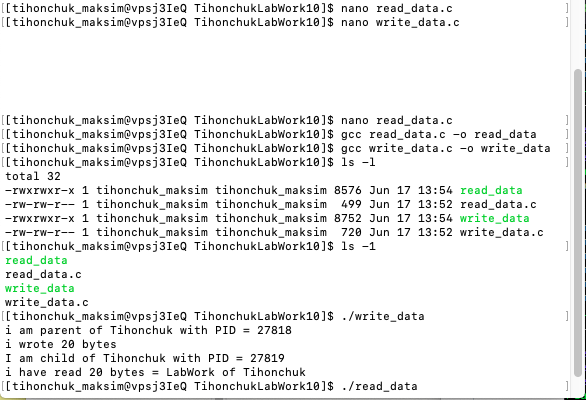 [[tihonchuk_maksim@vpsj3IeQ TihonchukLabWork10]$ nano read_data.c ]
[[tihonchuk_maksim@vpsj3IeQ TihonchukLabWork10]$ nano write_data.c ]
[[tihonchuk_maksim@vpsj3IeQ TihonchukLabWork10]$ nano read_data.c ]
[[tihonchuk_maksim@vpsj3IeQ TihonchukLabWork10]$ gcc read_data.c -o read_data ]
[[tihonchuk_maksim@vpsj3IeQ TihonchukLabWork10]$ gcc write_data.c -o write_data ]
[[tihonchuk_maksim@vpsj3IeQ TihonchukLabWork10]$ ls -l ]
total 32
-rwxrwxr-x 1 tihonchuk_maksim tihonchuk_maksim 8576 Jun 17 13:54 read_data
-rw-rw-r-- 1 tihonchuk_maksim tihonchuk_maksim  499 Jun 17 13:52 read_data.c
-rwxrwxr-x 1 tihonchuk_maksim tihonchuk_maksim 8752 Jun 17 13:54 write_data
-rw-rw-r-- 1 tihonchuk_maksim tihonchuk_maksim  720 Jun 17 13:52 write_data.c
[[tihonchuk_maksim@vpsj3IeQ TihonchukLabWork10]$ ls -1 ]
read_data
read_data.c
write_data
write_data.c
[[tihonchuk_maksim@vpsj3IeQ TihonchukLabWork10]$ ./write_data ]
i am parent of Tihonchuk with PID = 27818
i wrote 20 bytes
I am child of Tihonchuk with PID = 27819
i have read 20 bytes = LabWork of Tihonchuk
[[tihonchuk_maksim@vpsj3IeQ TihonchukLabWork10]$ ./read_data ]